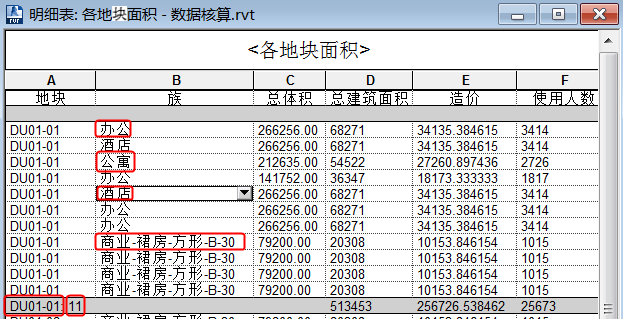 明细表: 各地块面积 - 数据核算.rvt
<各地块面积>
A B C D E F
地块 族 总体积 总建筑面积 造价 使用人数
DU01-01 办公 266256.00 68271 34135.384615 3414
DU01-01 酒店 266256.00 68271 34135.384615 3414
DU01-01 公寓 212635.00 54522 27260.897436 2726
DU01-01 办公 141752.00 36347 18173.333333 1817
DU01-01 酒店 266256.00 68271 34135.384615 3414
DU01-01 办公 266256.00 68271 34135.384615 3414
DU01-01 办公 266256.00 68271 34135.384615 3414
DU01-01 商业-裙房-方形-B-30 79200.00 20308 10153.846154 1015
DU01-01 商业-裙房-方形-B-30 79200.00 20308 10153.846154 1015
DU01-01 商业-裙房-方形-B-30 79200.00 20308 10153.846154 1015
DU01-01 商业-裙房-方形-B-30 79200.00 20308 10153.846154 1015
DU01-01: 11 513453 256726.538462 25673